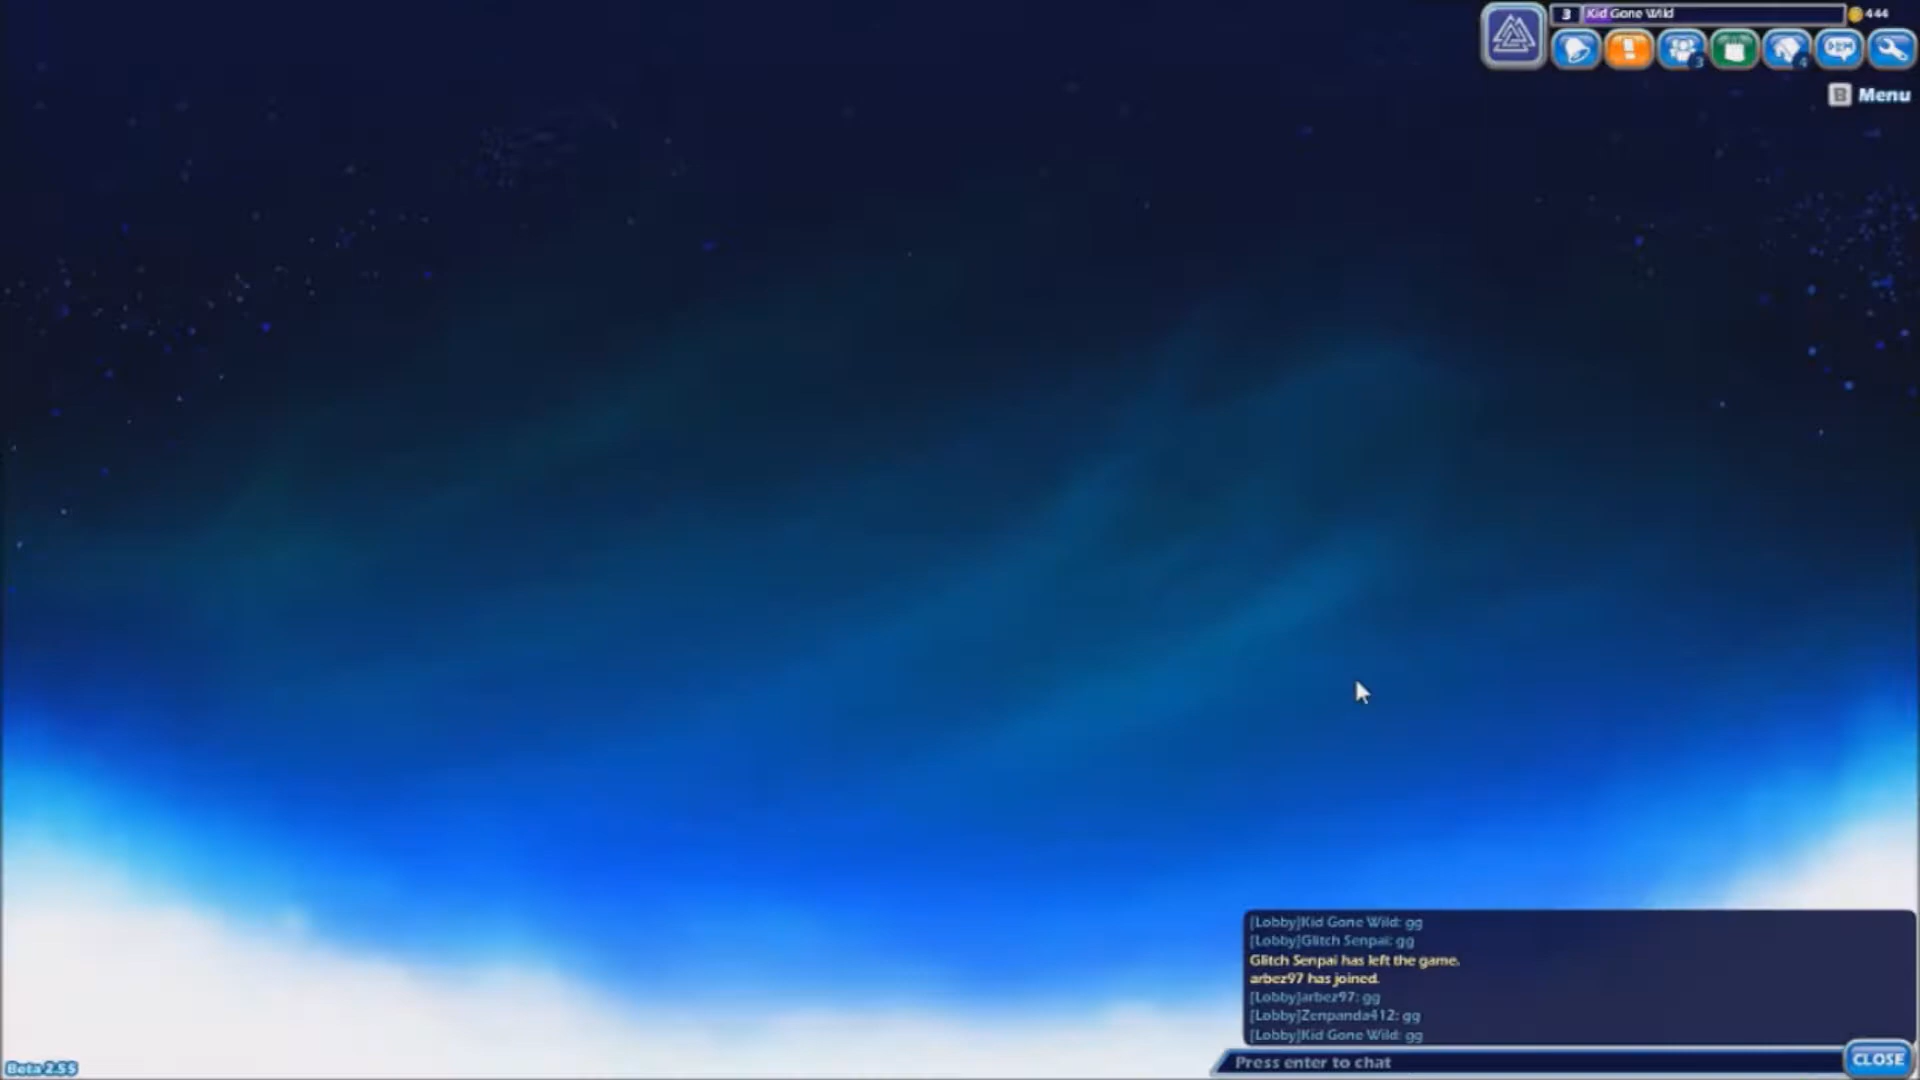 3 Kid Gone Wild 444
3 4
B Menu
[Lobby]Kid Gone Wild: gg
[Lobby]Glitch Senpai: gg
Glitch Senpai has left the game.
arbez97 has joined.
[Lobby]arbez97: gg
[Lobby]Zenpanda412: gg
[Lobby]Kid Gone Wild: gg
Press enter to chat
CLOSE
Beta 2.55